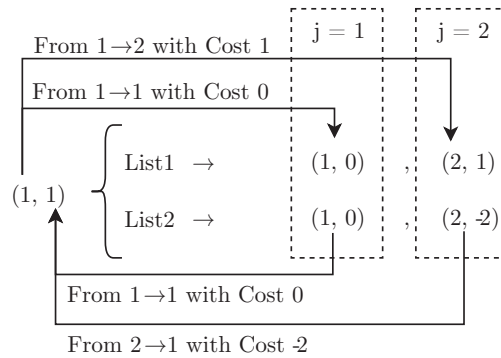 j = 1 j = 2
From 1→2 with Cost 1
From 1→1 with Cost 0
List1 → (1, 0) , (2, 1)
(1, 1)
List2 → (1, 0) , (2, -2)
From 1→1 with Cost 0
From 2→1 with Cost -2